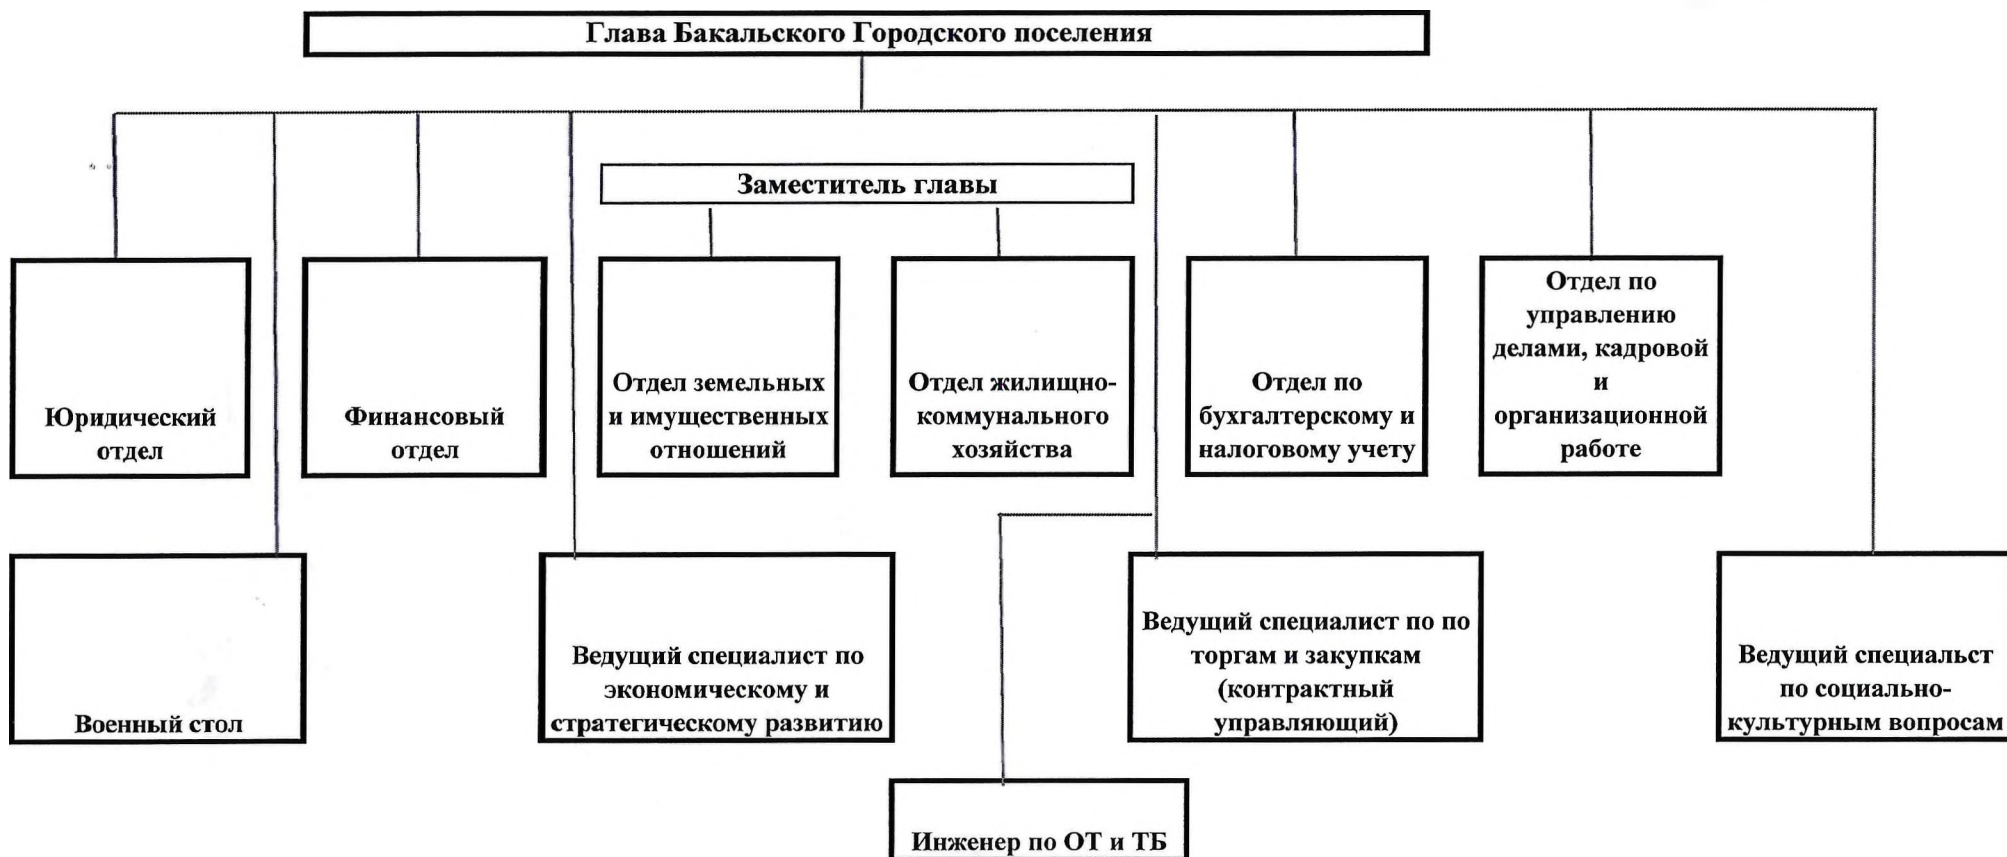 Глава Бакальского Городского поселения
Заместитель главы
Юридический
отдел
Финансовый
отдел
Отдел земельных
и имущественных
отношений
Отдел жилищно-
коммунального
хозяйства
Отдел по
бухгалтерскому и
налоговому учету
Отдел по
управлению
делами, кадровой
и
организационной
работе
Военный стол
Ведущий специалист по
экономическому и
стратегическому развитию
Ведущий специалист по по
торгам и закупкам
(контрактный
управляющий)
Ведущий специальст
по социально-
культурным вопросам
Инженер по ОТ и ТБ